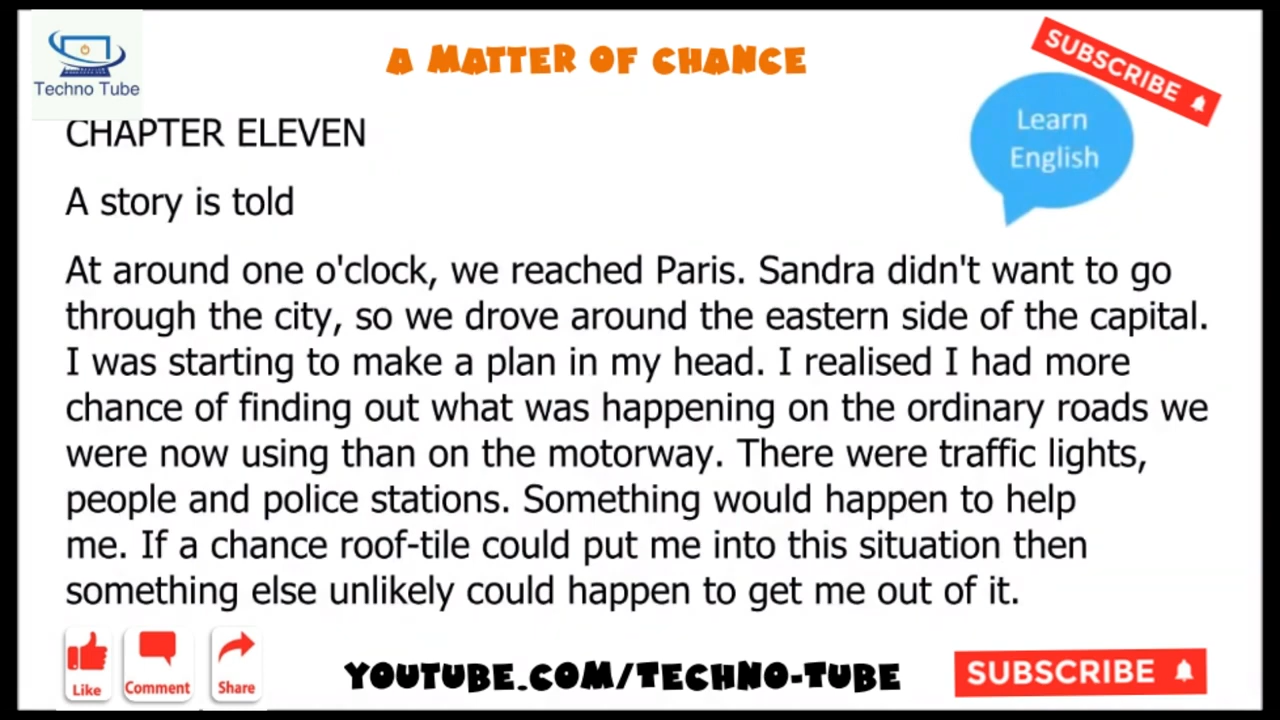 Techno Tube
A MATTER OF CHANCE
SUBSCRIBE
Learn
English
CHAPTER ELEVEN
A story is told
At around one o'clock, we reached Paris. Sandra didn't want to go
through the city, so we drove around the eastern side of the capital.
I was starting to make a plan in my head. I realised I had more
chance of finding out what was happening on the ordinary roads we
were now using than on the motorway. There were traffic lights,
people and police stations. Something would happen to help
me. If a chance roof-tile could put me into this situation then
something else unlikely could happen to get me out of it.
Like
Comment
Share
YOUTUBE.COM/TECHNO-TUBE
SUBSCRIBE